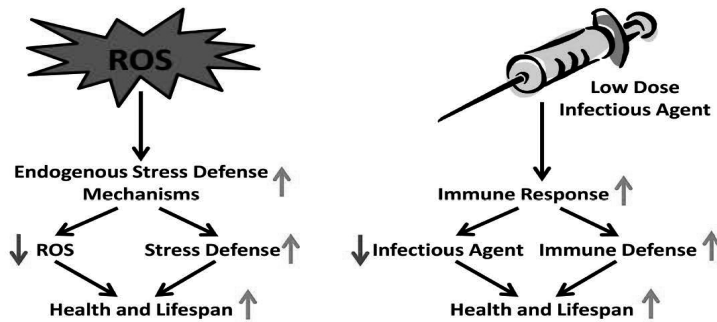 ROS
Endogenous Stress Defense
Mechanisms
ROS
Stress Defense
Health and Lifespan
Low Dose
Infectious Agent
Immune Response
Infectious Agent
Immune Defense
Health and Lifespan